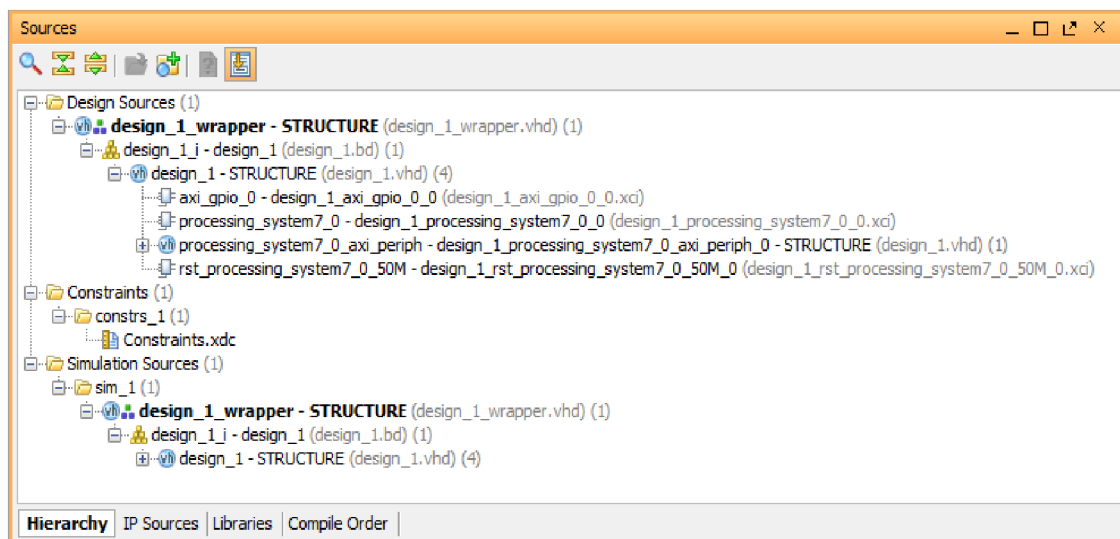 Sources
Design Sources (1)
design_1_wrapper - STRUCTURE (design_1_wrapper.vhd) (1)
design_1_i - design_1 (design_1.bd) (1)
design_1 - STRUCTURE (design_1.vhd) (4)
axi_gpio_0 - design_1_axi_gpio_0_0 (design_1_axi_gpio_0_0.xci)
processing_system7_0 - design_1_processing_system7_0_0 (design_1_processing_system7_0_0.xci)
processing_system7_0_axi_periph - design_1_processing_system7_0_axi_periph_0 - STRUCTURE (design_1.vhd) (1)
rst_processing_system7_0_50M - design_1_rst_processing_system7_0_50M_0 (design_1_rst_processing_system7_0_50M_0.xci)
Constraints (1)
constrs_1 (1)
Constraints.xdc
Simulation Sources (1)
sim_1 (1)
design_1_wrapper - STRUCTURE (design_1_wrapper.vhd) (1)
design_1_i - design_1 (design_1.bd) (1)
design_1 - STRUCTURE (design_1.vhd) (4)
Hierarchy IP Sources Libraries Compile Order